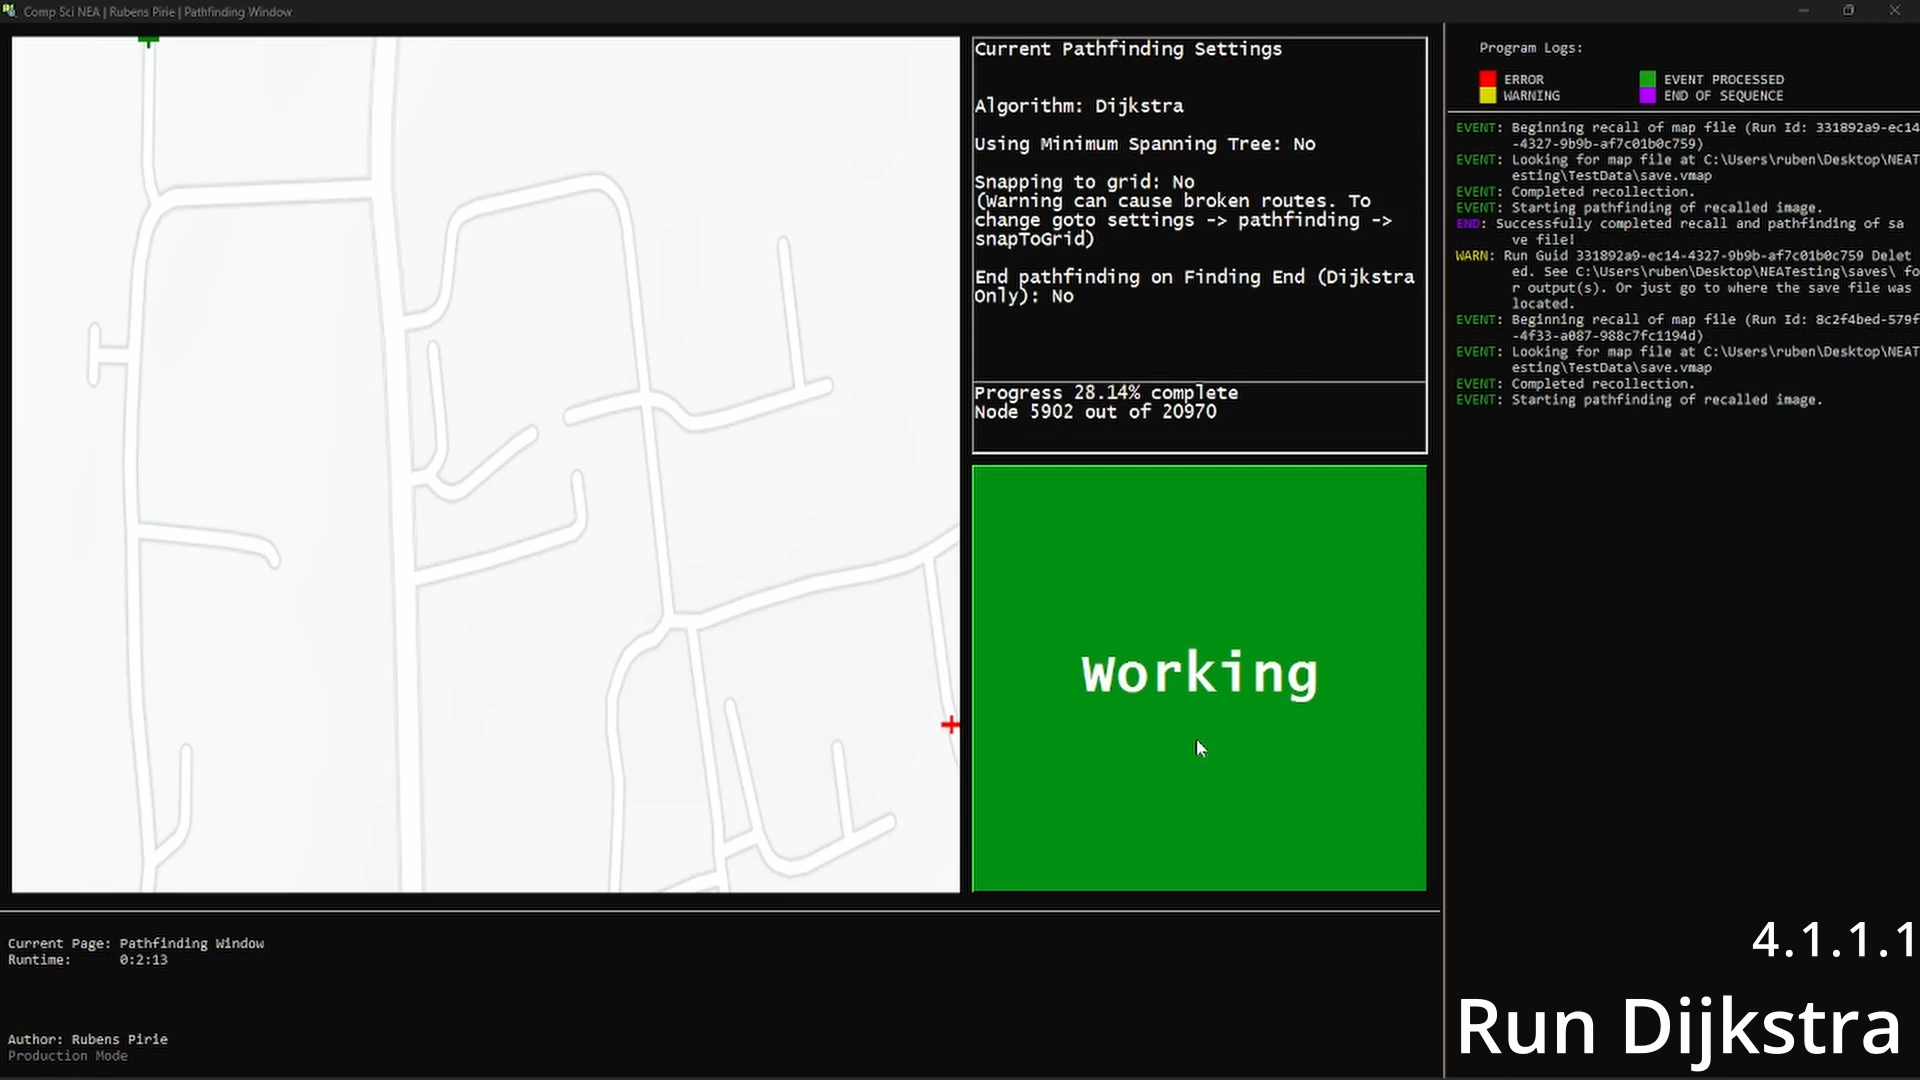 Comp Sci NEA | Rubens Pirie | Pathfinding Window
Current Pathfinding Settings
Algorithm: Dijkstra
Using Minimum Spanning Tree: No
Snapping to grid: No
(Warning can cause broken routes. To
change goto settings -> pathfinding ->
snapToGrid)
End pathfinding on Finding End (Dijkstra
Only): No
Progress 28.14% complete
Node 5902 out of 20970
Working
Program Logs:
ERROR
EVENT PROCESSED
WARNING
END OF SEQUENCE
EVENT: Beginning recall of map file (Run Id: 331892a9-ec14
-4327-9b9b-af7c01b0c759)
EVENT: Looking for map file at C:\Users\ruben\Desktop\NEAT
esting\TestData\save.vmap
EVENT: Completed recollection.
EVENT: Starting pathfinding of recalled image.
END: Successfully completed recall and pathfinding of sa
ve file!
WARN: Run Guid 331892a9-ec14-4327-9b9b-af7c01b0c759 Delet
ed. See C:\Users\ruben\Desktop\NEATesting\saves\ fo
r output(s). Or just go to where the save file was
located.
EVENT: Beginning recall of map file (Run Id: 8c2f4bed-579f
-4f33-a087-988c7fc1194d)
EVENT: Looking for map file at C:\Users\ruben\Desktop\NEAT
esting\TestData\save.vmap
EVENT: Completed recollection.
EVENT: Starting pathfinding of recalled image.
Current Page: Pathfinding Window
Runtime: 0:2:13
Author: Rubens Pirie
Production Mode
4.1.1.1
Run Dijkstra